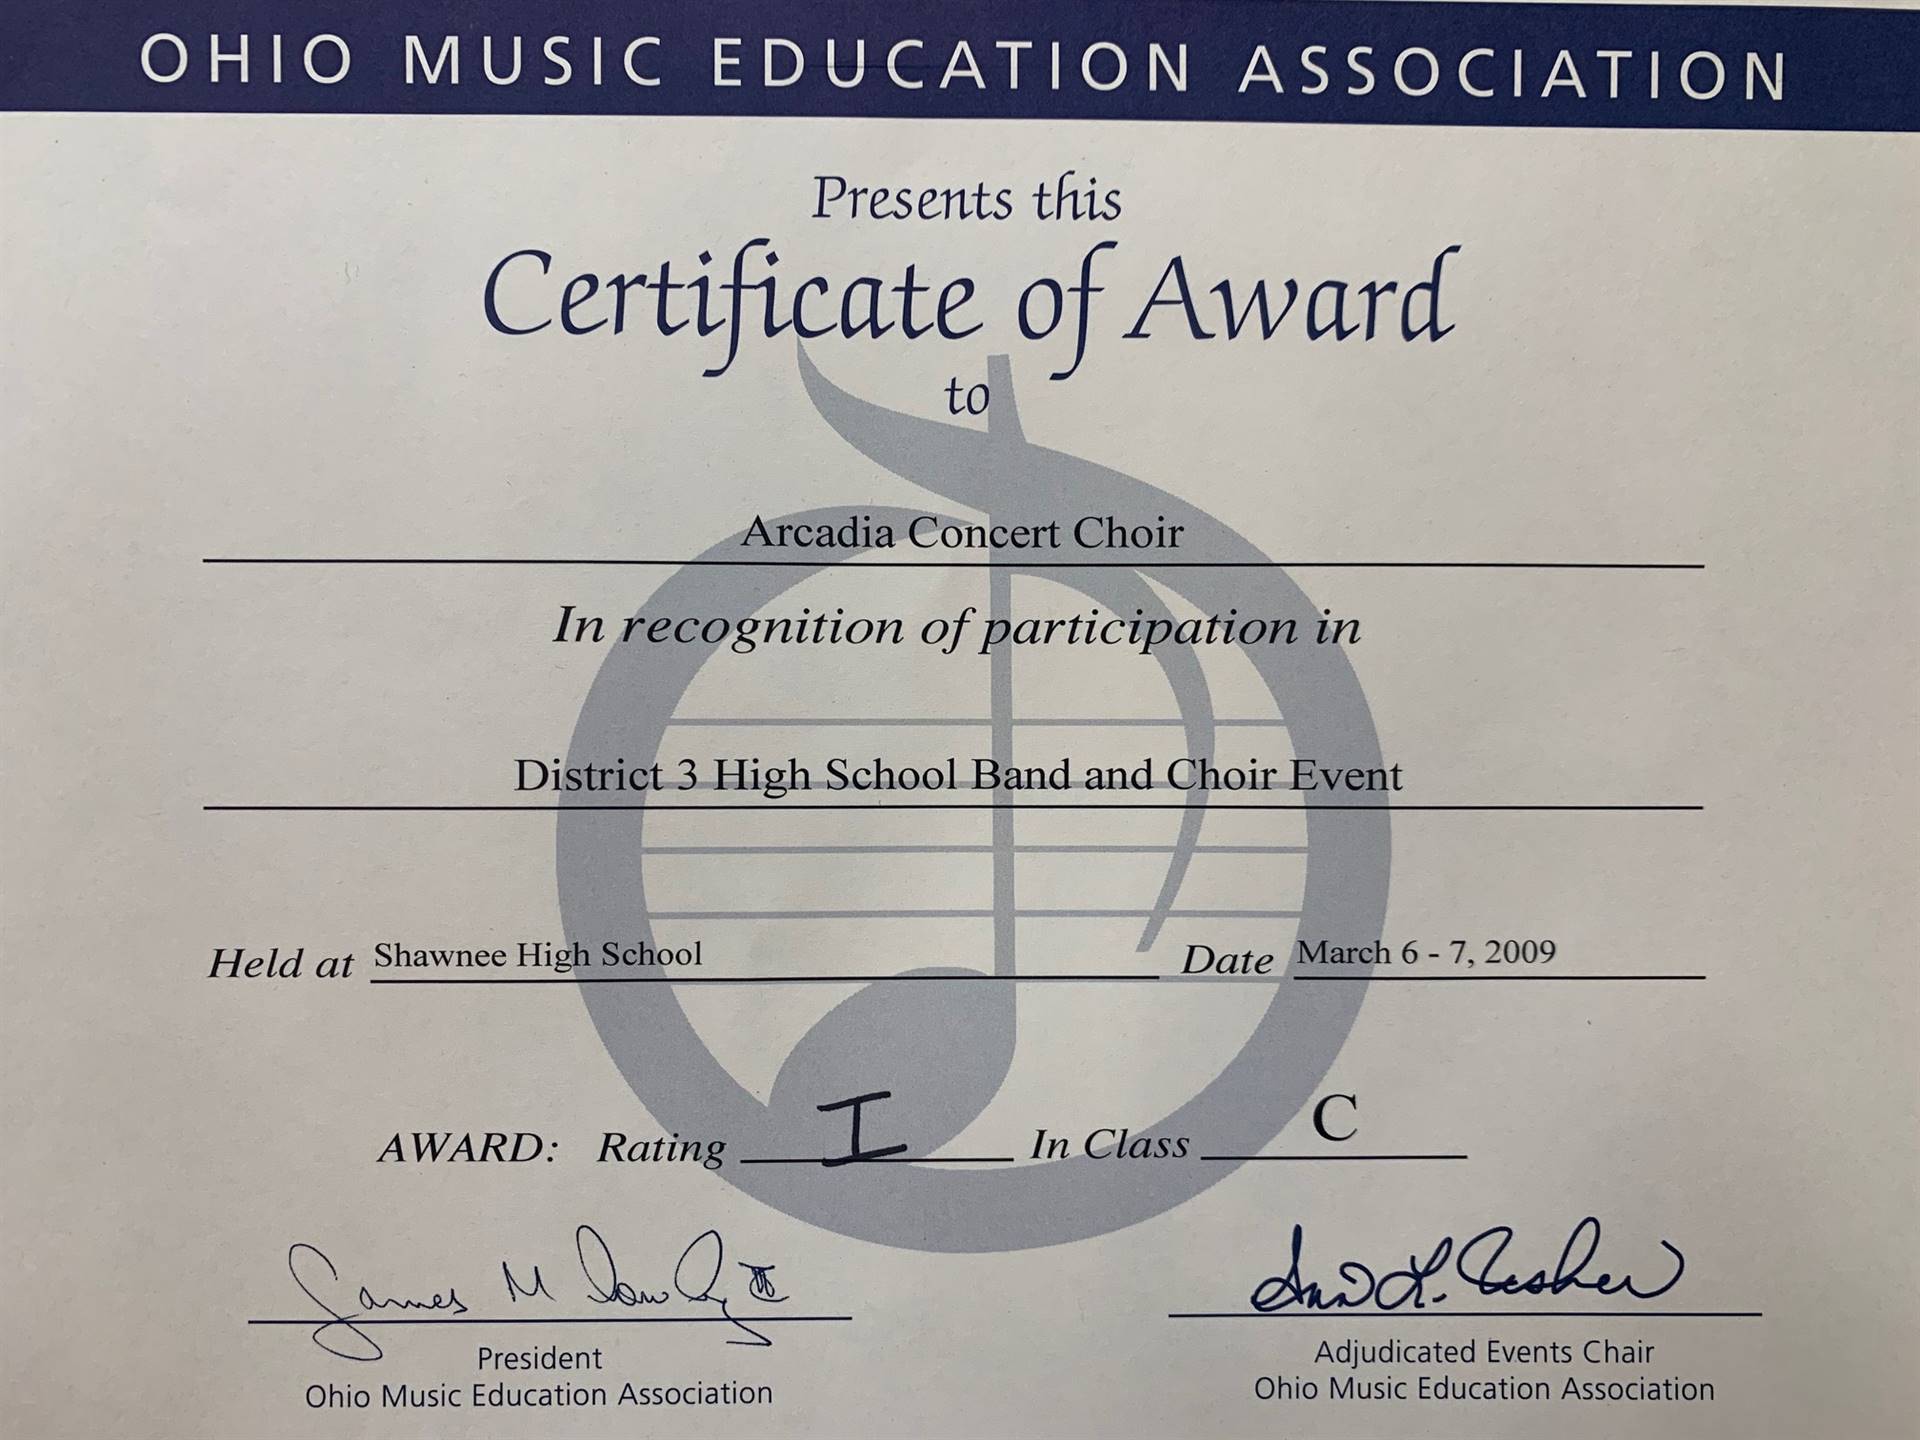 OHIO MUSIC EDUCATION ASSOCIATION
Presents this
Certificate of Award
to
Arcadia Concert Choir
In recognition of participation in
District 3 High School Band and Choir Event
Held at Shawnee High School Date March 6 - 7, 2009
AWARD: Rating I In Class C
James M
President
Ohio Music Education Association
Adjudicated Events Chair
Ohio Music Education Association